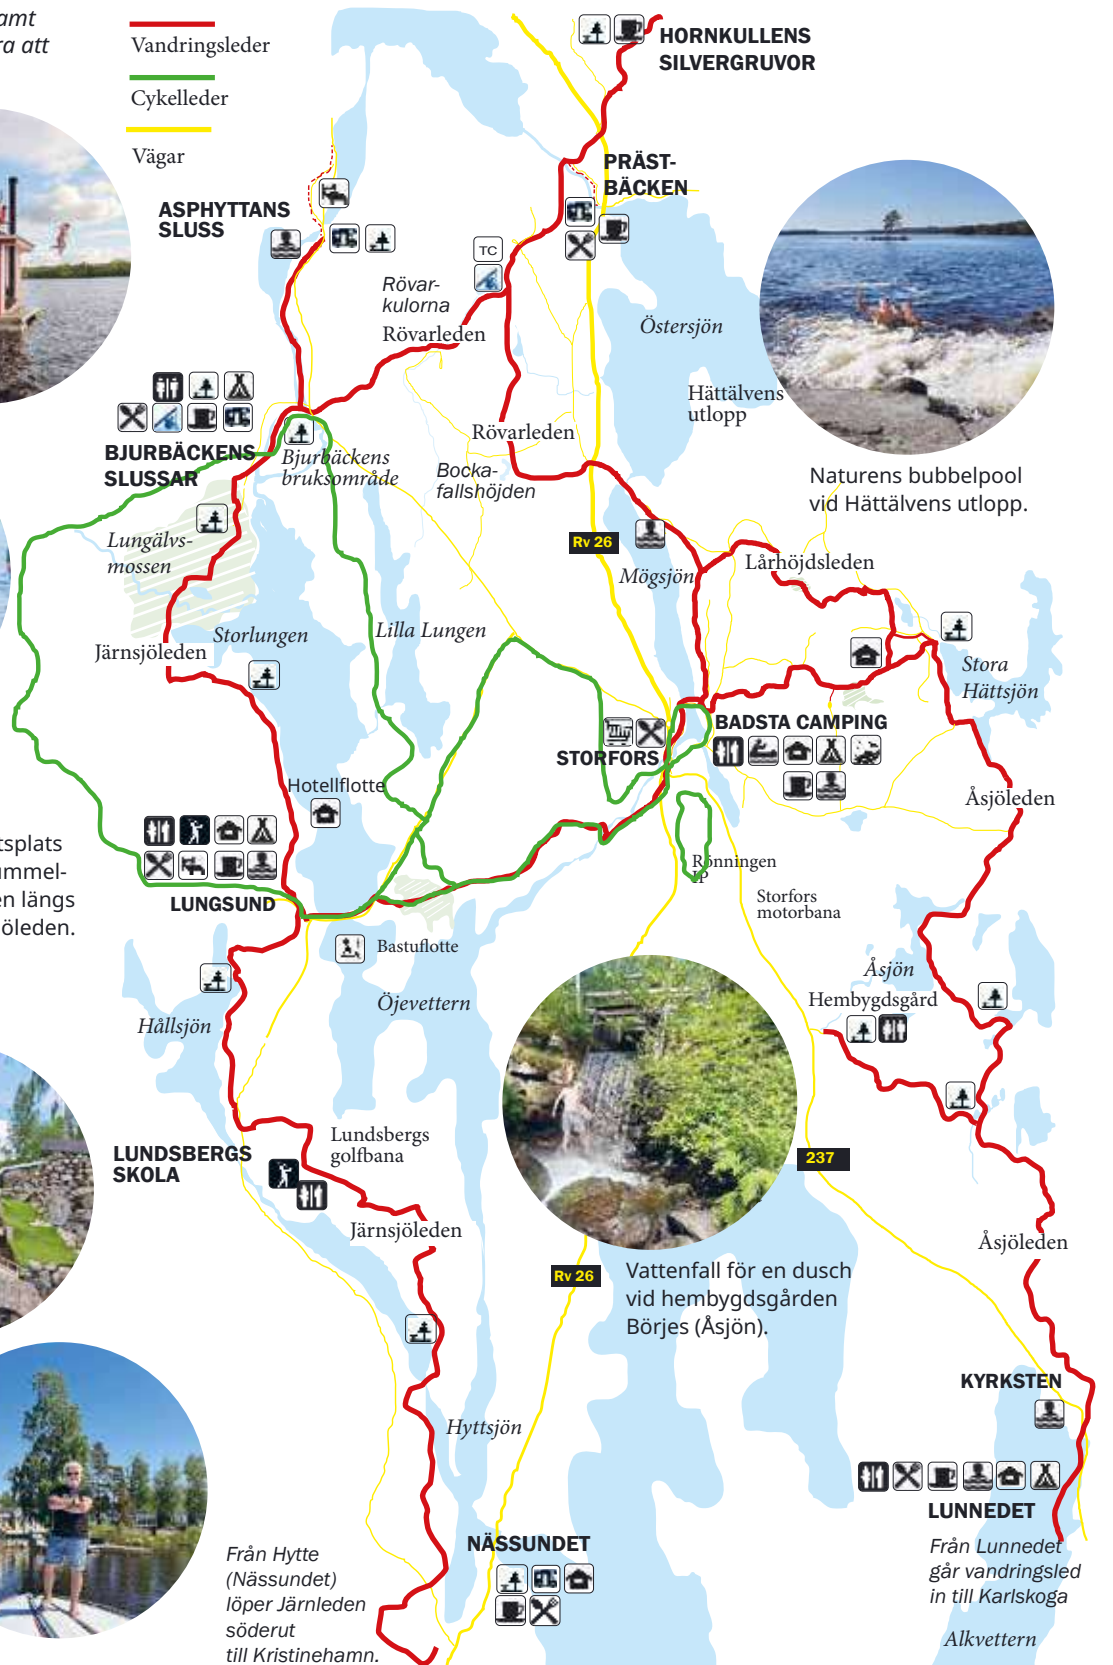 amt
ra att
Vandringsleder
Cykelleder
Vägar
HORNKULLENS
SILVERGRUVOR
PRÄST-
BÄCKEN
ASPHYTTANS
SLUSS
TC
Rövar-
kulorna
Rövarleden
Östersjön
Hättälvens
utlopp
Rövarleden
BJURBÄCKENS
SLUSSAR
Bjurbäckens
bruksområde
Bocka-
fallshöjden
Naturens bubbelpool
vid Hättälvens utlopp.
Lungälvs-
mossen
Rv 26
Mögsjön
Lårhöjdsleden
Storlungen
Lilla Lungen
Järnsjöleden
Stora
Hättsjön
BADSTA CAMPING
STORFORS
Hotellflotte
Åsjöleden
tsplats
ummel-
en längs
öleden.
Rönningen
IP
Storfors
motorbana
LUNGSUND
Bastuflotte
Öjevettern
Hållsjön
Åsjön
Hembygdsgård
Lundsbergs
golfbana
LUNDSBERGS
SKOLA
237
Järnsjöleden
Åsjöleden
Rv 26
Vattenfall för en dusch
vid hembygdsgården
Börjes (Åsjön).
KYRKSTEN
Hyttsjön
LUNNEDET
Från Lunnedet
går vandringsled
in till Karlskoga
NÄSSUNDET
Från Hytte
(Nässundet)
löper Järnleden
söderut
till Kristinehamn.
Alkvettern